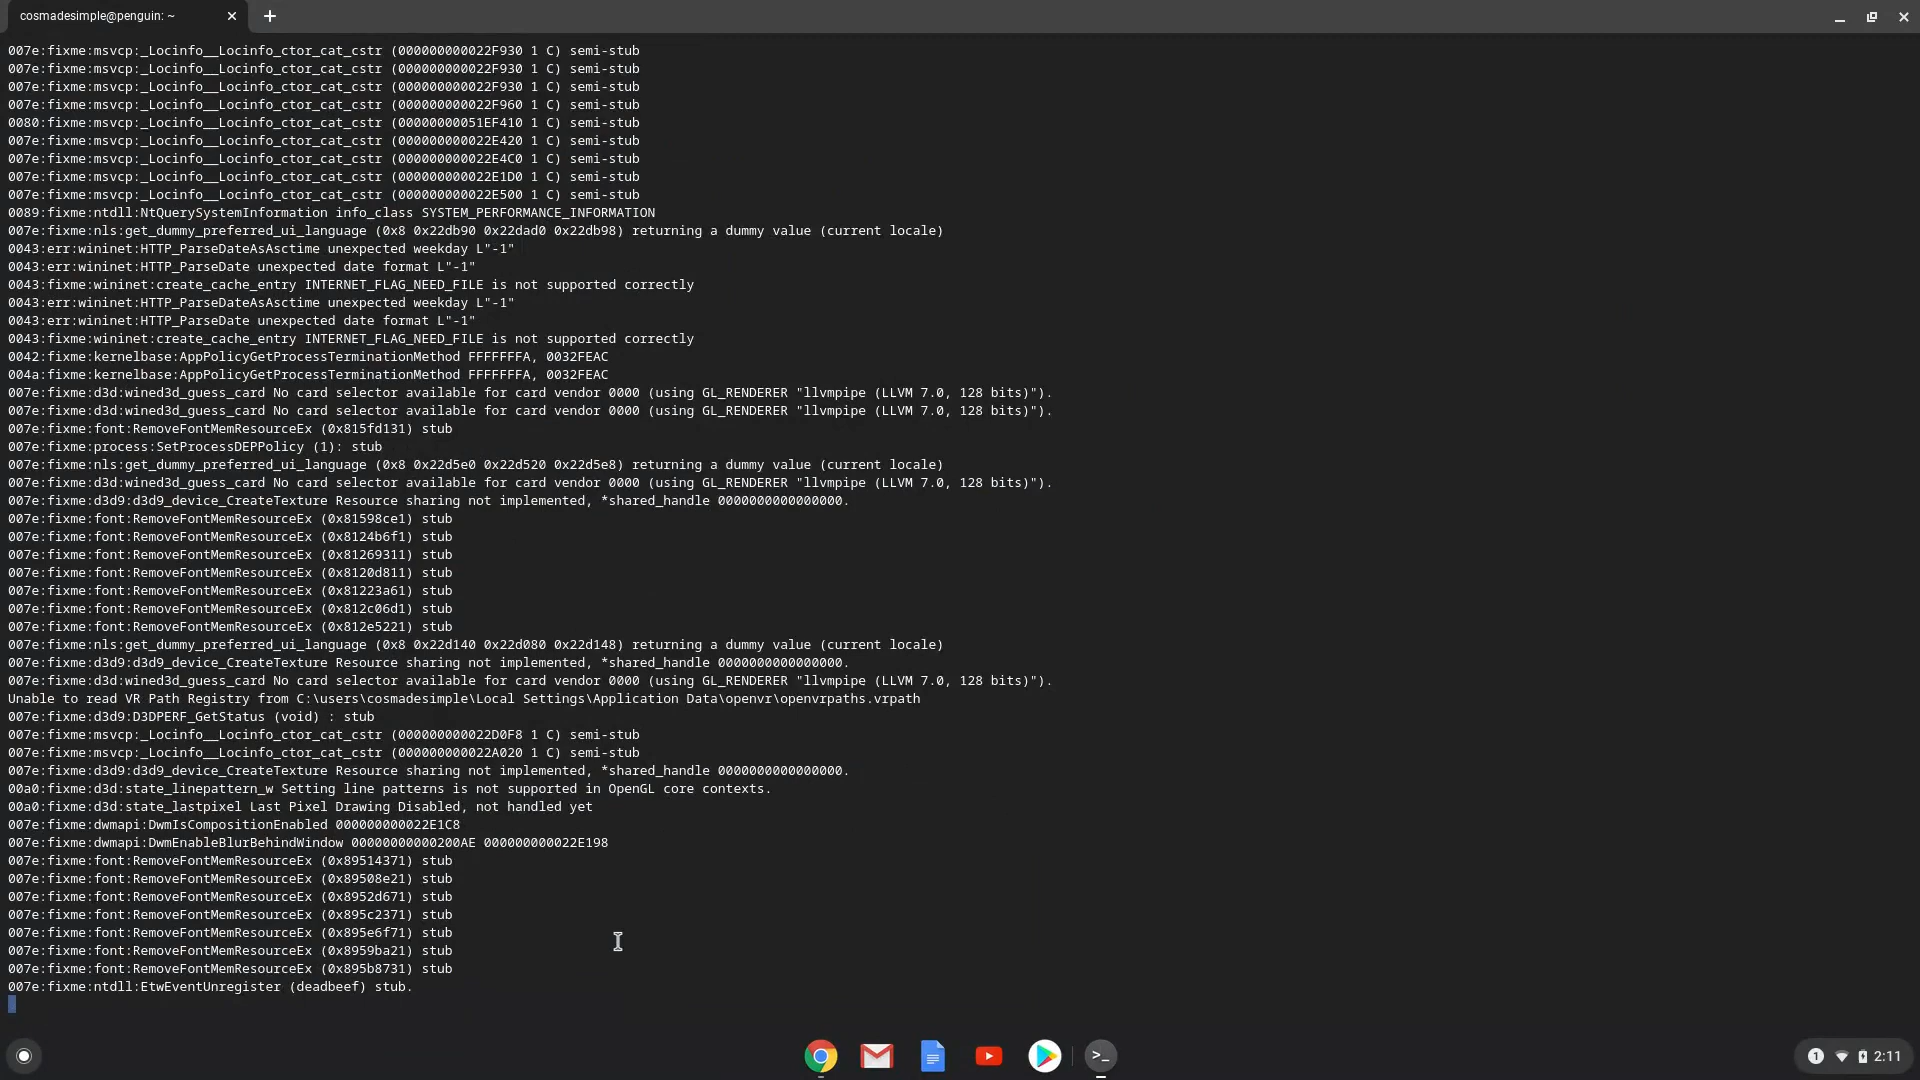 cosmadesimple@penguin: ~
007e:fixme:msvcp:_Locinfo__Locinfo_ctor_cat_cstr (000000000022F930 1 C) semi-stub
007e:fixme:msvcp:_Locinfo__Locinfo_ctor_cat_cstr (000000000022F930 1 C) semi-stub
007e:fixme:msvcp:_Locinfo__Locinfo_ctor_cat_cstr (000000000022F930 1 C) semi-stub
007e:fixme:msvcp:_Locinfo__Locinfo_ctor_cat_cstr (000000000022F960 1 C) semi-stub
0080:fixme:msvcp:_Locinfo__Locinfo_ctor_cat_cstr (00000000051EF410 1 C) semi-stub
007e:fixme:msvcp:_Locinfo__Locinfo_ctor_cat_cstr (000000000022E420 1 C) semi-stub
007e:fixme:msvcp:_Locinfo__Locinfo_ctor_cat_cstr (000000000022E4C0 1 C) semi-stub
007e:fixme:msvcp:_Locinfo__Locinfo_ctor_cat_cstr (000000000022E1D0 1 C) semi-stub
007e:fixme:msvcp:_Locinfo__Locinfo_ctor_cat_cstr (000000000022E500 1 C) semi-stub
0089:fixme:ntdll:NtQuerySystemInformation info_class SYSTEM_PERFORMANCE_INFORMATION
007e:fixme:nls:get_dummy_preferred_ui_language (0x8 0x22db90 0x22dad0 0x22db98) returning a dummy value (current locale)
0043:err:wininet:HTTP_ParseDateAsAsctime unexpected weekday L"-1"
0043:err:wininet:HTTP_ParseDate unexpected date format L"-1"
0043:fixme:wininet:create_cache_entry INTERNET_FLAG_NEED_FILE is not supported correctly
0043:err:wininet:HTTP_ParseDateAsAsctime unexpected weekday L"-1"
0043:err:wininet:HTTP_ParseDate unexpected date format L"-1"
0043:fixme:wininet:create_cache_entry INTERNET_FLAG_NEED_FILE is not supported correctly
0042:fixme:kernelbase:AppPolicyGetProcessTerminationMethod FFFFFFFA, 0032FEAC
004a:fixme:kernelbase:AppPolicyGetProcessTerminationMethod FFFFFFFA, 0032FEAC
007e:fixme:d3d:wined3d_guess_card No card selector available for card vendor 0000 (using GL_RENDERER "llvmpipe (LLVM 7.0, 128 bits)").
007e:fixme:d3d:wined3d_guess_card No card selector available for card vendor 0000 (using GL_RENDERER "llvmpipe (LLVM 7.0, 128 bits)").
007e:fixme:font:RemoveFontMemResourceEx (0x815fd131) stub
007e:fixme:process:SetProcessDEPPolicy (1): stub
007e:fixme:nls:get_dummy_preferred_ui_language (0x8 0x22d5e0 0x22d520 0x22d5e8) returning a dummy value (current locale)
007e:fixme:d3d:wined3d_guess_card No card selector available for card vendor 0000 (using GL_RENDERER "llvmpipe (LLVM 7.0, 128 bits)").
007e:fixme:d3d9:d3d9_device_CreateTexture Resource sharing not implemented, *shared_handle 0000000000000000.
007e:fixme:font:RemoveFontMemResourceEx (0x81598ce1) stub
007e:fixme:font:RemoveFontMemResourceEx (0x8124b6f1) stub
007e:fixme:font:RemoveFontMemResourceEx (0x81269311) stub
007e:fixme:font:RemoveFontMemResourceEx (0x8120d811) stub
007e:fixme:font:RemoveFontMemResourceEx (0x81223a61) stub
007e:fixme:font:RemoveFontMemResourceEx (0x812c06d1) stub
007e:fixme:font:RemoveFontMemResourceEx (0x812e5221) stub
007e:fixme:nls:get_dummy_preferred_ui_language (0x8 0x22d140 0x22d080 0x22d148) returning a dummy value (current locale)
007e:fixme:d3d9:d3d9_device_CreateTexture Resource sharing not implemented, *shared_handle 0000000000000000.
007e:fixme:d3d:wined3d_guess_card No card selector available for card vendor 0000 (using GL_RENDERER "llvmpipe (LLVM 7.0, 128 bits)").
Unable to read VR Path Registry from C:\users\cosmadesimple\Local Settings\Application Data\openvr\openvrpaths.vrpath
007e:fixme:d3d9:D3DPERF_GetStatus (void) : stub
007e:fixme:msvcp:_Locinfo__Locinfo_ctor_cat_cstr (000000000022D0F8 1 C) semi-stub
007e:fixme:msvcp:_Locinfo__Locinfo_ctor_cat_cstr (000000000022A020 1 C) semi-stub
007e:fixme:d3d9:d3d9_device_CreateTexture Resource sharing not implemented, *shared_handle 0000000000000000.
00a0:fixme:d3d:state_linepattern_w Setting line patterns is not supported in OpenGL core contexts.
00a0:fixme:d3d:state_lastpixel Last Pixel Drawing Disabled, not handled yet
007e:fixme:dwmapi:DwmIsCompositionEnabled 000000000022E1C8
007e:fixme:dwmapi:DwmEnableBlurBehindWindow 00000000000200AE 000000000022E198
007e:fixme:font:RemoveFontMemResourceEx (0x89514371) stub
007e:fixme:font:RemoveFontMemResourceEx (0x89508e21) stub
007e:fixme:font:RemoveFontMemResourceEx (0x8952d671) stub
007e:fixme:font:RemoveFontMemResourceEx (0x895c2371) stub
007e:fixme:font:RemoveFontMemResourceEx (0x895e6f71) stub
007e:fixme:font:RemoveFontMemResourceEx (0x8959ba21) stub
007e:fixme:font:RemoveFontMemResourceEx (0x895b8731) stub
007e:fixme:ntdll:EtwEventUnregister (deadbeef) stub.
1 2:11